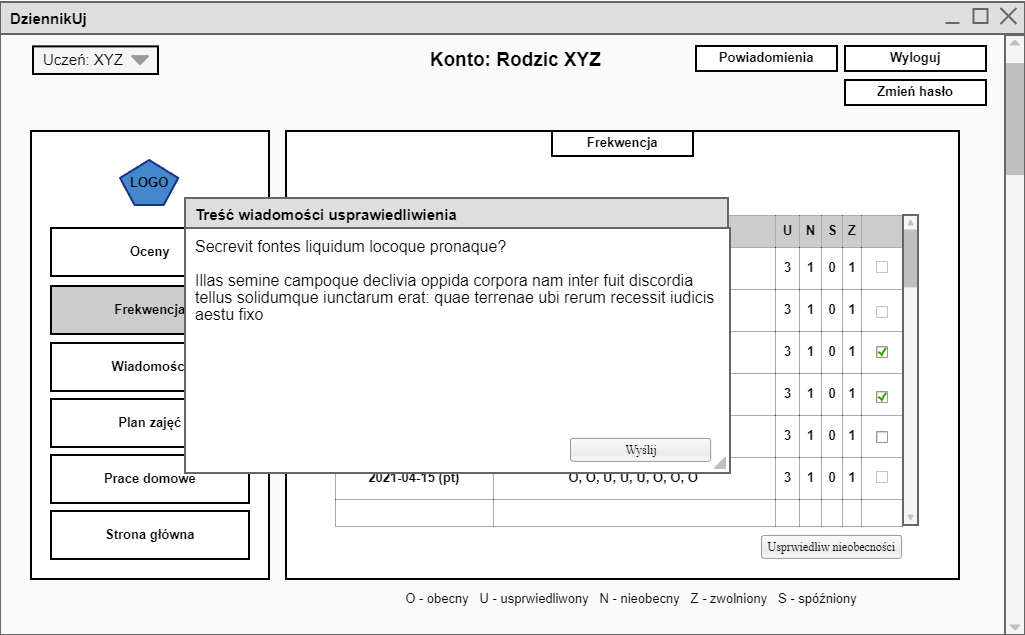 DziennikUj
Uczeń: XYZ
Konto: Rodzic XYZ
Powiadomienia
Wyloguj
Zmień hasło
LOGO
Oceny
Frekwencja
Wiadomośc
Plan zajęć
Prace domowe
Strona główna
Frekwencja
U N S Z
3 1 0 1
3 1 0 1
3 1 0 1
3 1 0 1
3 1 0 1
2021-04-15 (pt) O, O, U, U, U, O, O, O 3 1 0 1
Treść wiadomości usprawiedliwienia
Secrevit fontes liquidum locoque pronaque?
Illas semine campoque declivia oppida corpora nam inter fuit discordia
tellus solidumque iunctarum erat: quae terrenae ubi rerum recessit iudicis
aestu fixo
Wyślij
Usprwiedliw nieobecności
O - obecny U - usprwiedliwony N - nieobecny Z - zwolniony S - spóźniony